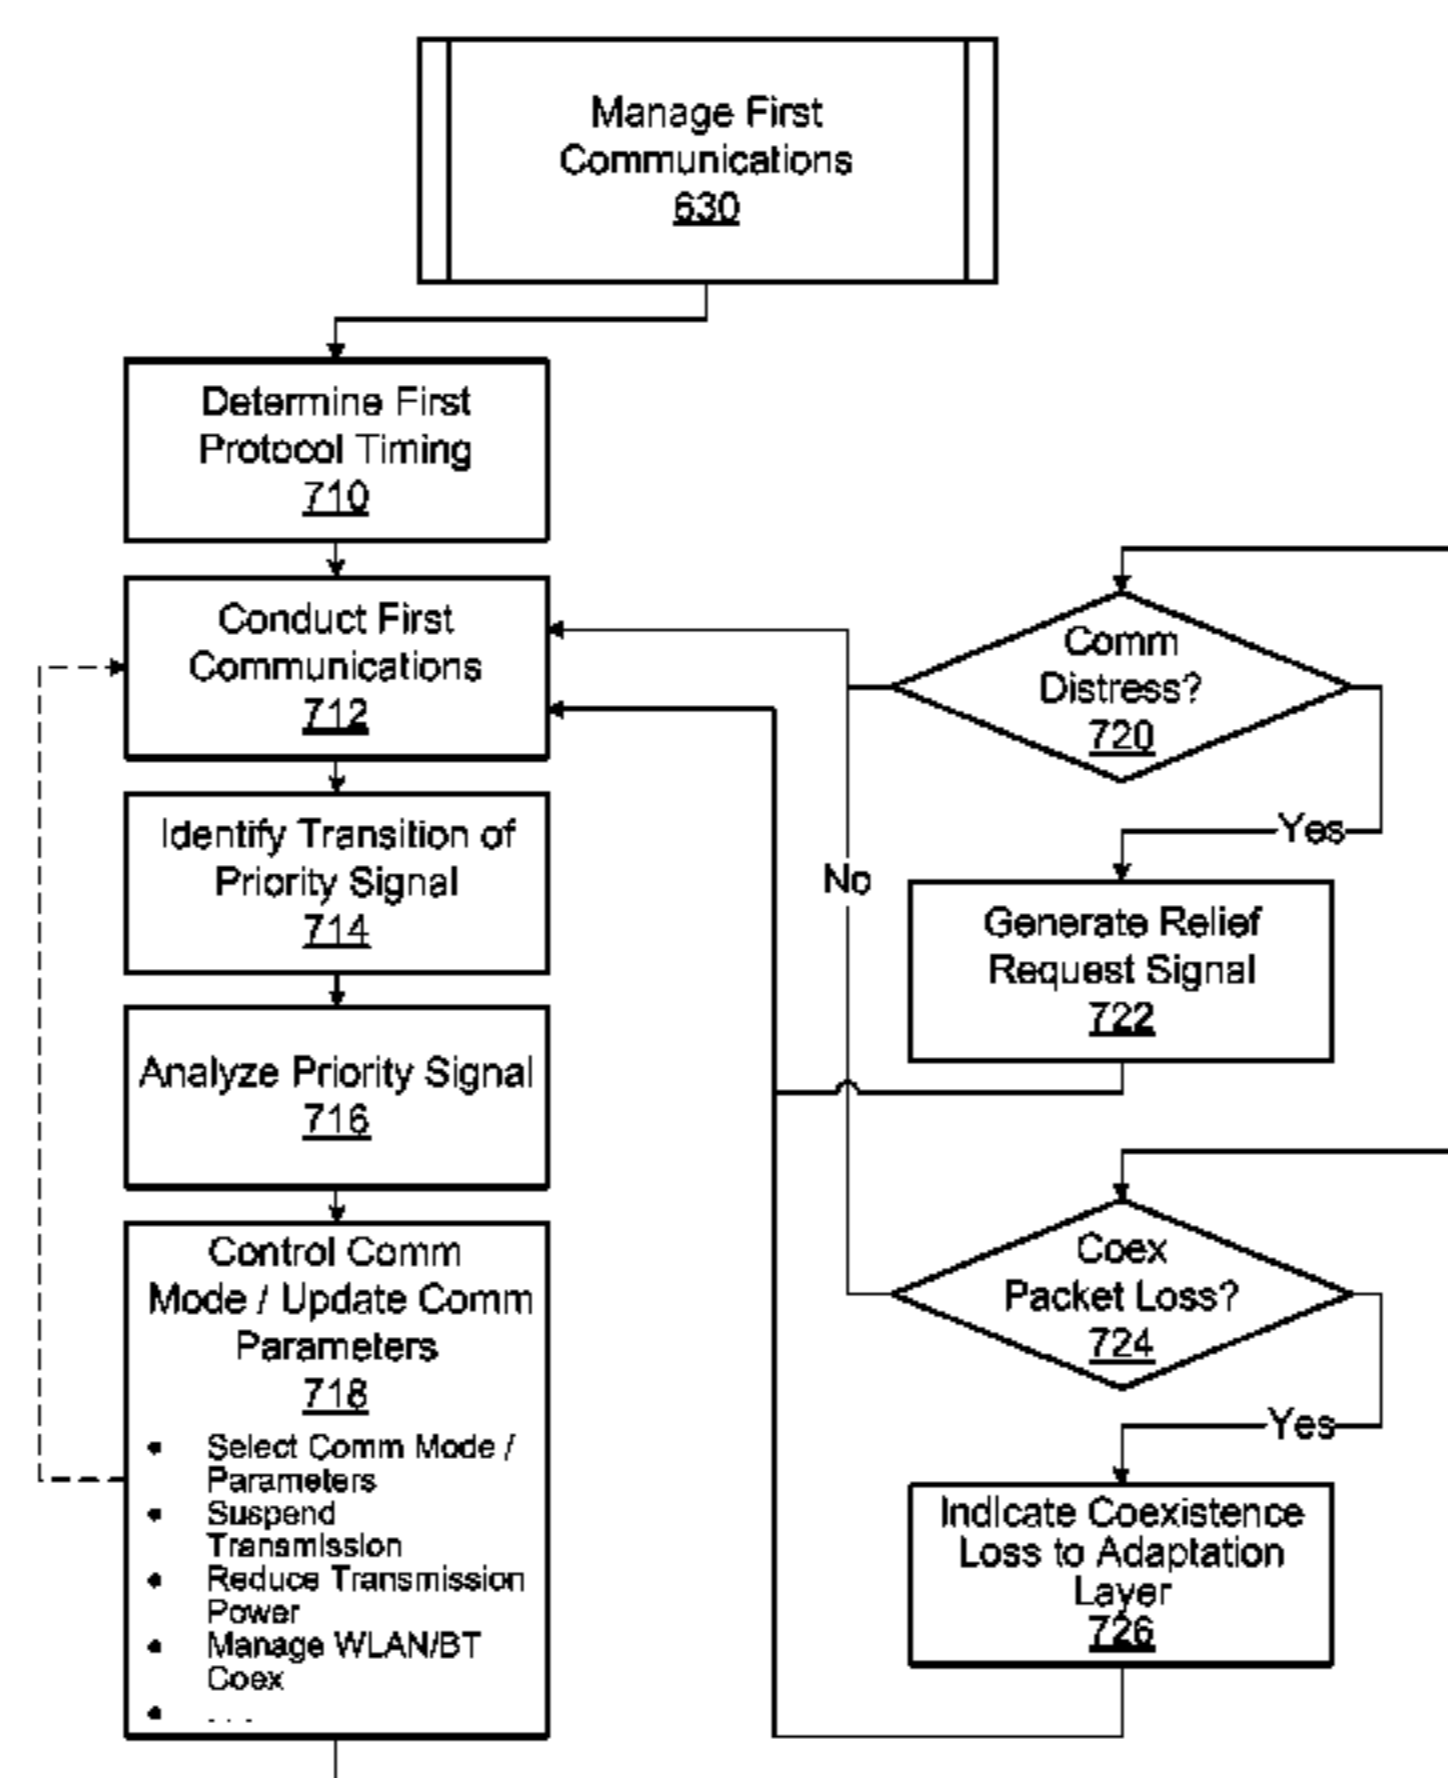 Manage First
Communications
630
Determine First
Protocol Timing
710
Conduct First
Communications
712
Identify Transition of
Priority Signal
714
Analyze Priority Signal
716
Control Comm
Mode / Update Comm
Parameters
718
• Select Comm Mode /
Parameters
• Suspend
Transmission
• Reduce Transmission
Power
• Manage WLAN/BT
Coex
• . . .
Comm
Distress?
720
Yes
No
Generate Relief
Request Signal
722
Coex
Packet Loss?
724
Yes
Indicate Coexistence
Loss to Adaptation
Layer
726